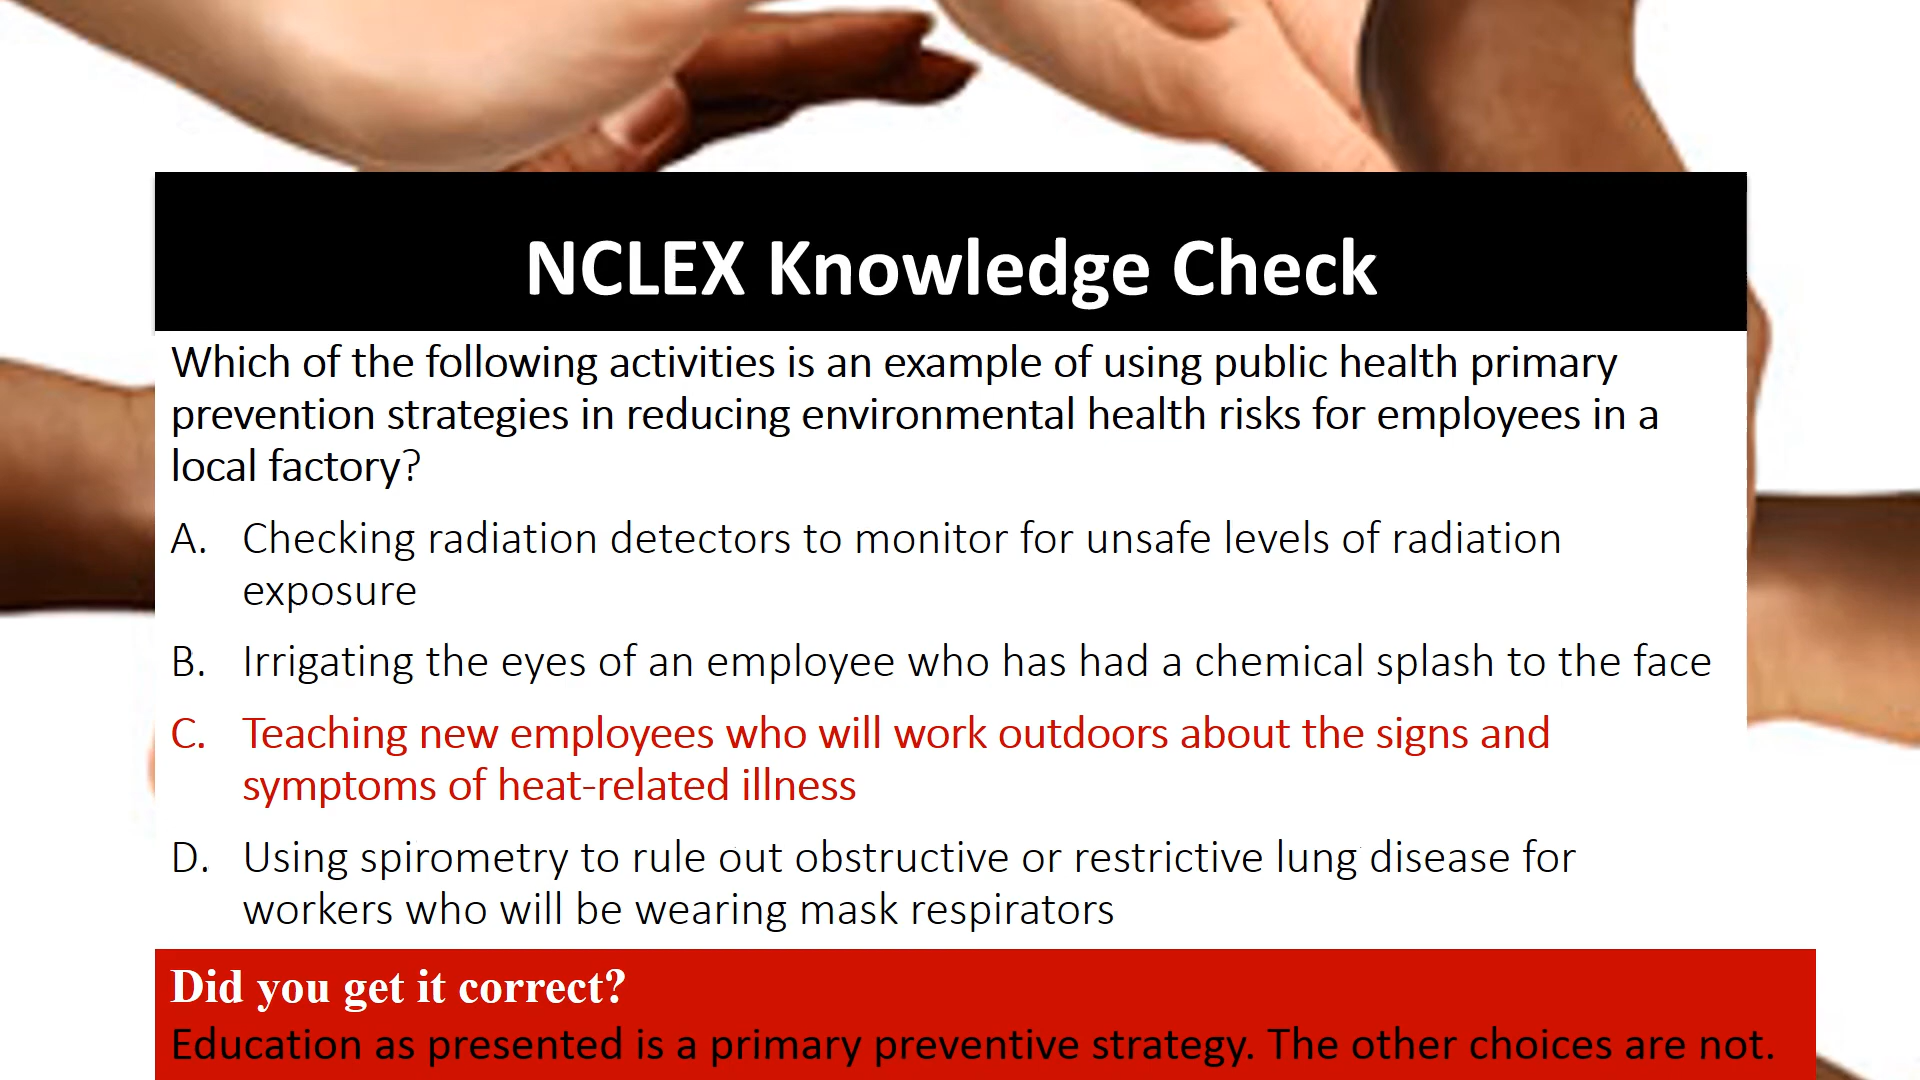 NCLEX Knowledge Check
Which of the following activities is an example of using public health primary
prevention strategies in reducing environmental health risks for employees in a
local factory?
A. Checking radiation detectors to monitor for unsafe levels of radiation
exposure
B. Irrigating the eyes of an employee who has had a chemical splash to the face
C. Teaching new employees who will work outdoors about the signs and
symptoms of heat-related illness
D. Using spirometry to rule out obstructive or restrictive lung disease for
workers who will be wearing mask respirators
Did you get it correct?
Education as presented is a primary preventive strategy. The other choices are not.